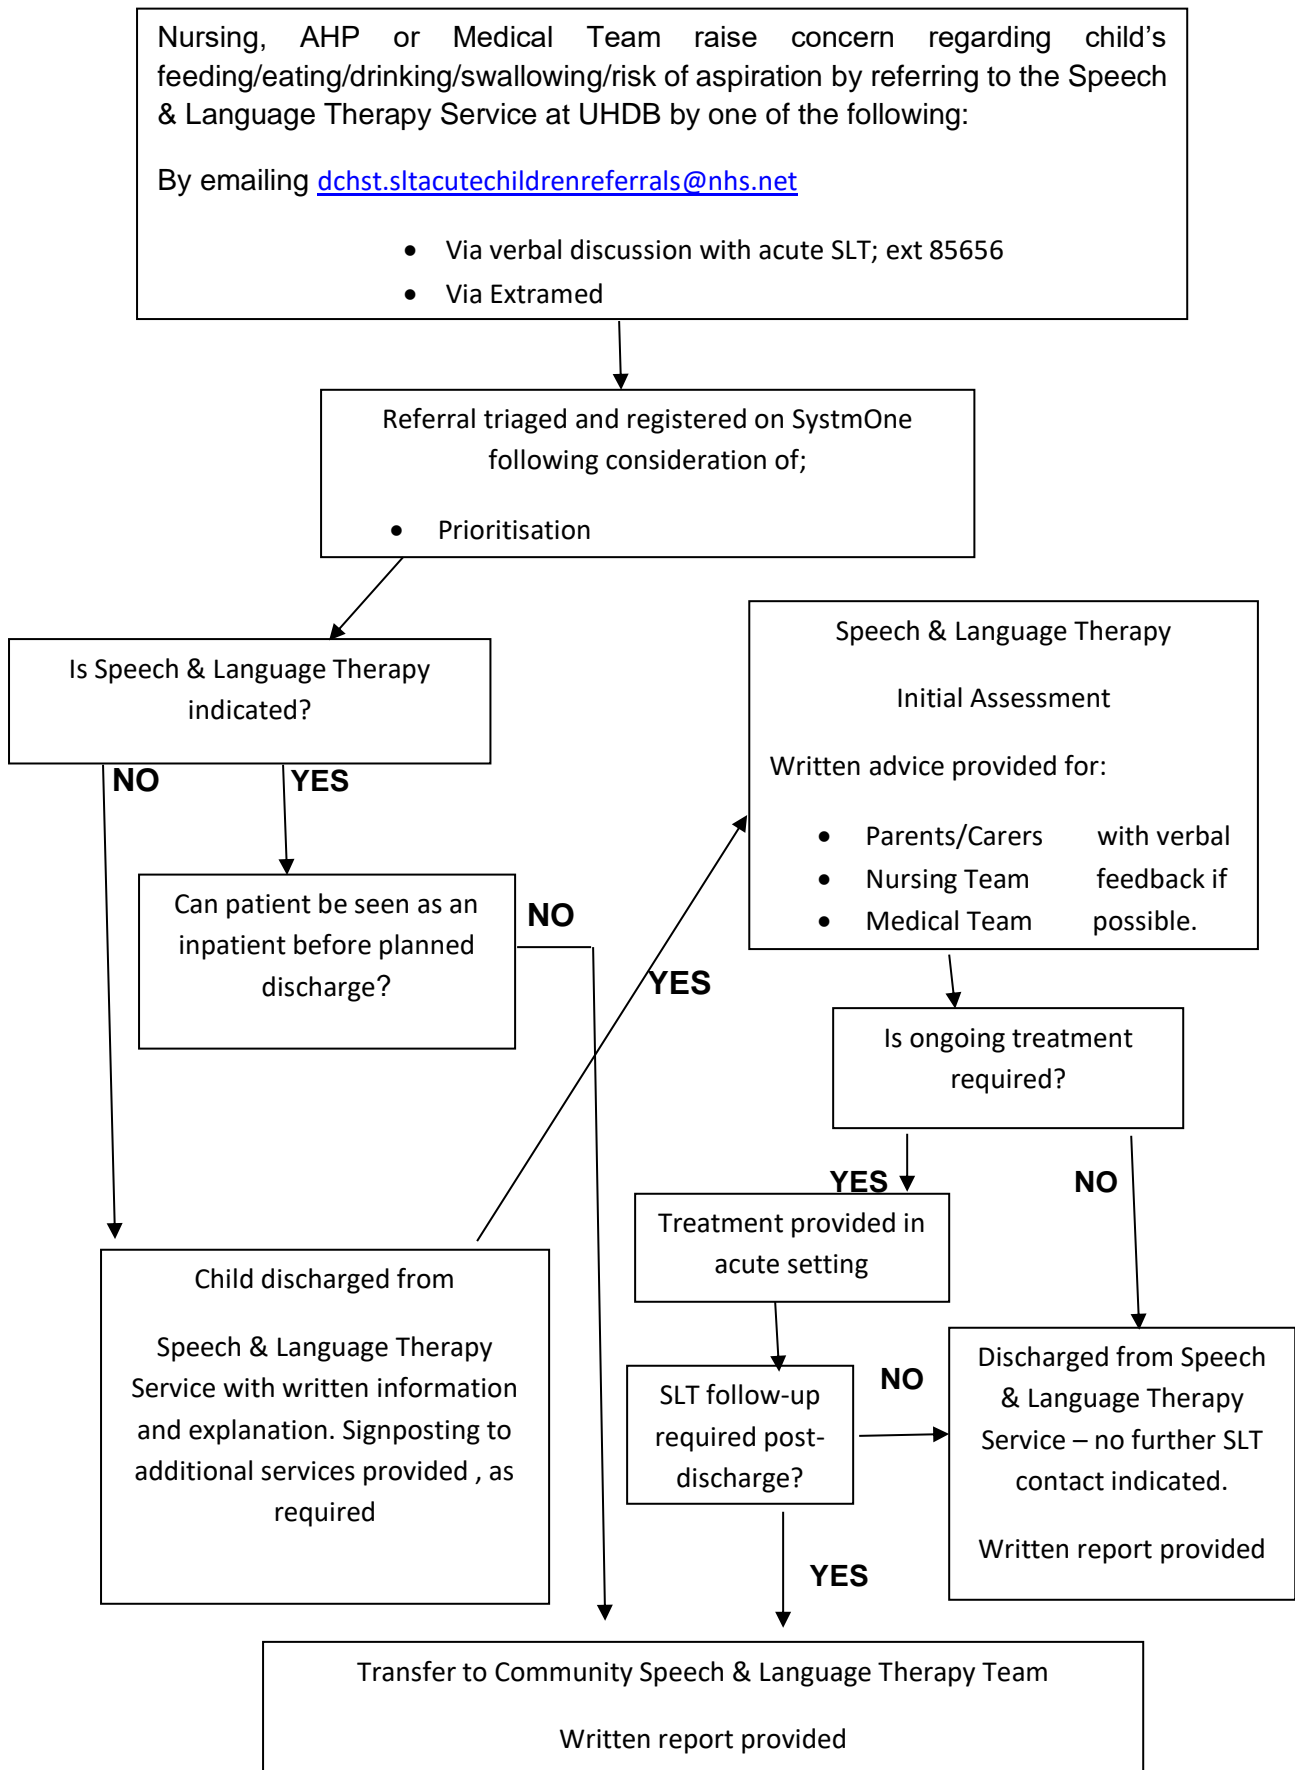 Nursing, AHP or Medical Team raise concern regarding child’s
feeding/eating/drinking/swallowing/risk of aspiration by referring to the Speech
& Language Therapy Service at UHDB by one of the following:
By emailing dchst.sltacutechildrenreferrals@nhs.net
• Via verbal discussion with acute SLT; ext 85656
• Via Extramed
Referral triaged and registered on SystmOne
following consideration of;
• Prioritisation
Is Speech & Language Therapy
indicated?
NO
YES
Can patient be seen as an
inpatient before planned
discharge?
NO
YES
Speech & Language Therapy
Initial Assessment
Written advice provided for:
• Parents/Carers with verbal
• Nursing Team feedback if
• Medical Team possible.
Is ongoing treatment
required?
YES
NO
Treatment provided in
acute setting
Child discharged from
Speech & Language Therapy
Service with written information
and explanation. Signposting to
additional services provided , as
required
SLT follow-up
required post-
discharge?
NO
YES
Discharged from Speech
& Language Therapy
Service – no further SLT
contact indicated.
Written report provided
Transfer to Community Speech & Language Therapy Team
Written report provided